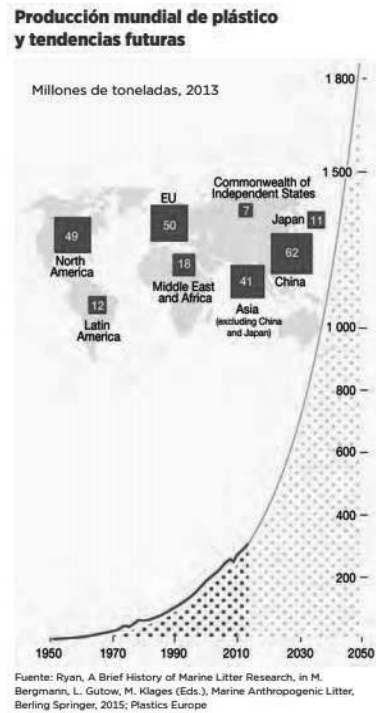 Producción mundial de plástico
y tendencias futuras
Millones de toneladas, 2013
1 800
1 500
Commonwealth of
Independent States
7
EU
50
Japan
11
49
North
America
18
Middle East
and Africa
62
China
41
Asia
(excluding China
and Japan)
12
Latin
America
1 000
800
600
400
200
1950
1970
1990
2010
2030
2050
Fuente: Ryan, A Brief History of Marine Litter Research, in M.
Bergmann, L. Gutow, M. Klages (Eds.), Marine Anthropogenic Litter,
Berling Springer, 2015; Plastics Europe